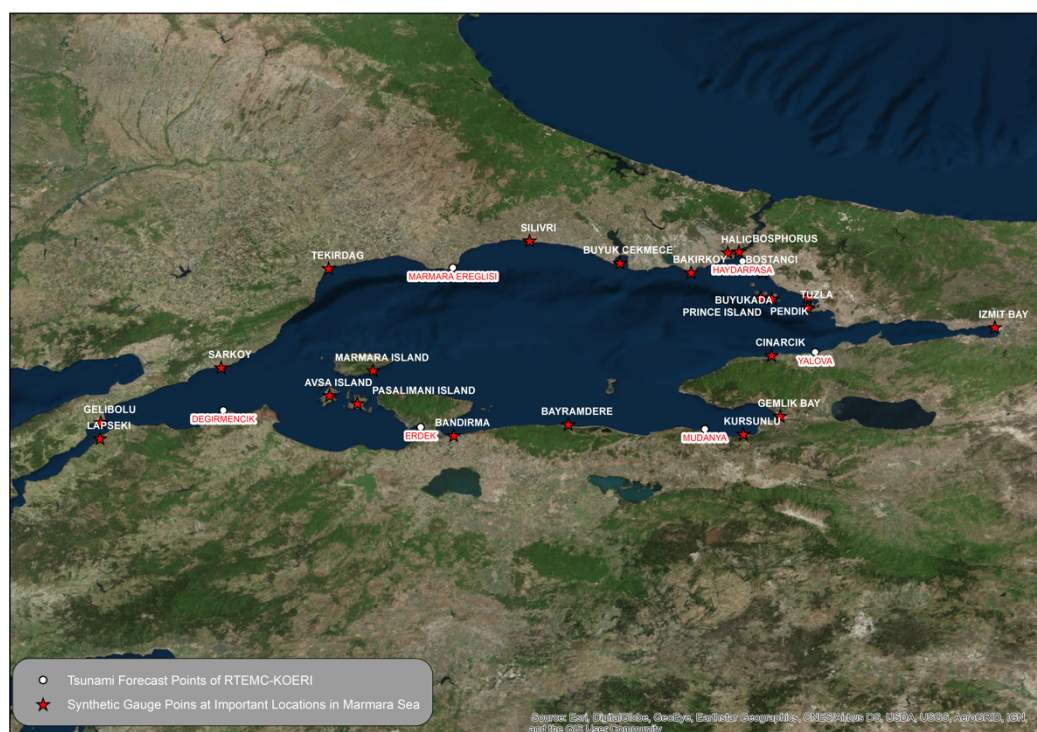 SILIVRI
HALIC
BOSPHORUS
TEKIRDAG
BUYUK CEKMECE
BAKIRKOY
BOSTANCI
MARMARA EREGLISI
HAYDARPASA
BUYUKADA
TUZLA
PRINCE ISLAND
PENDIK
IZMIT BAY
CINARCIK
SARKOY
MARMARA ISLAND
YALOVA
AVSA ISLAND
PASALIMANI ISLAND
GELIBOLU
DEGIRMENCIK
LAPSEKI
ERDEK
BANDIRMA
BAYRAMDERE
GEMLIK BAY
KURSUNLU
MUDANYA
Tsunami Forecast Points of RTEMC-KOERI
Synthetic Gauge Poins at Important Locations in Marmara Sea
Source: Esri, DigitalGlobe, GeoEye, Earthstar Geographics, CNES/Airbus DS, USDA, USGS, AeroGRID, IGN,
and the GIS User Community